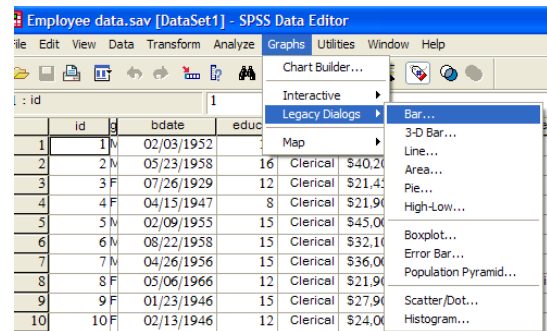 Employee data.sav [DataSet1] - SPSS Data Editor
File Edit View Data Transform Analyze Graphs Utilities Window Help
Chart Builder...
Interactive
Legacy Dialogs
Map
Bar...
3-D Bar...
Line...
Area...
Pie...
High-Low...
Boxplot...
Error Bar...
Population Pyramid...
Scatter/Dot...
Histogram...
: id 1
id g bdate educ
1 1 M 02/03/1952
2 2 M 05/23/1958 16 Clerical $40,20
3 3 F 07/26/1929 12 Clerical $21,45
4 4 F 04/15/1947 8 Clerical $21,90
5 5 M 02/09/1955 15 Clerical $45,00
6 6 M 08/22/1958 15 Clerical $32,10
7 7 M 04/26/1956 15 Clerical $36,00
8 8 F 05/06/1966 12 Clerical $21,90
9 9 F 01/23/1946 15 Clerical $27,90
10 10 F 02/13/1946 12 Clerical $24,00